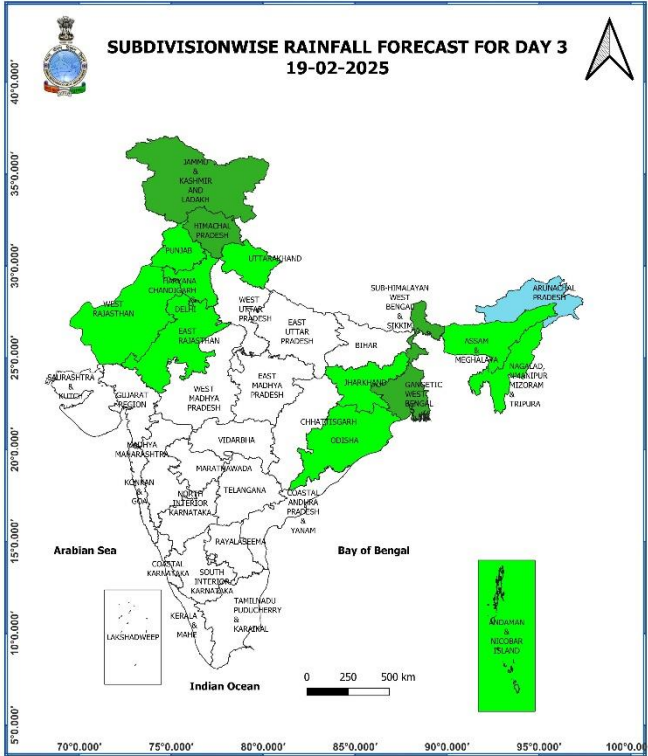 SUBDIVISIONWISE RAINFALL FORECAST FOR DAY 3
19-02-2025
40°0.000'
35°0.000'
30°0.000'
25°0.000'
20°0.000'
15°0.000'
10°0.000'
5°0.000'
JAMMU
&
KASHMIR
AND
LADAKH
HIMACHAL
PRADESH
PUNJAB
UTTARAKHAND
HARYANA
CHANDIGARH
&
DELHI
WEST
RAJASTHAN
EAST
RAJASTHAN
WEST
UTTAR
PRADESH
EAST
UTTAR
PRADESH
SUB-HIMALAYAN
WEST
BENGAL
&
SIKKIM
ARUNACHAL
PRADESH
BIHAR
ASSAM
&
MEGHALAYA
NAGALAD,
MIZORAM
&
TRIPURA
SAURASHTRA
&
KUTCH
GUJARAT
REGION
WEST
MADHYA
PRADESH
EAST
MADHYA
PRADESH
JHARKHAND
GANGETIC
WEST
BENGAL
CHHATTISGARH
ODISHA
VIDARBHA
MADHYA
MAHARASHTRA
MARATHAWADA
KONKAN
&
GOA
NORTH
INTERIOR
KARNATAKA
TELANGANA
COASTAL
ANDHRA
PRADESH
&
YANAM
RAYALASEEMA
Arabian Sea
Bay of Bengal
COASTAL
KARNATAKA
SOUTH
INTERIOR
KARNATAKA
TAMILNADU
PUDUCHERRY
&
KARAIKAL
KERALA
&
MAHE
LAKSHADWEEP
ANDAMAN
&
NICOBAR
ISLAND
Indian Ocean
0 250 500 km
70°0.000' 75°0.000' 80°0.000' 85°0.000' 90°0.000' 95°0.000' 100°0.0